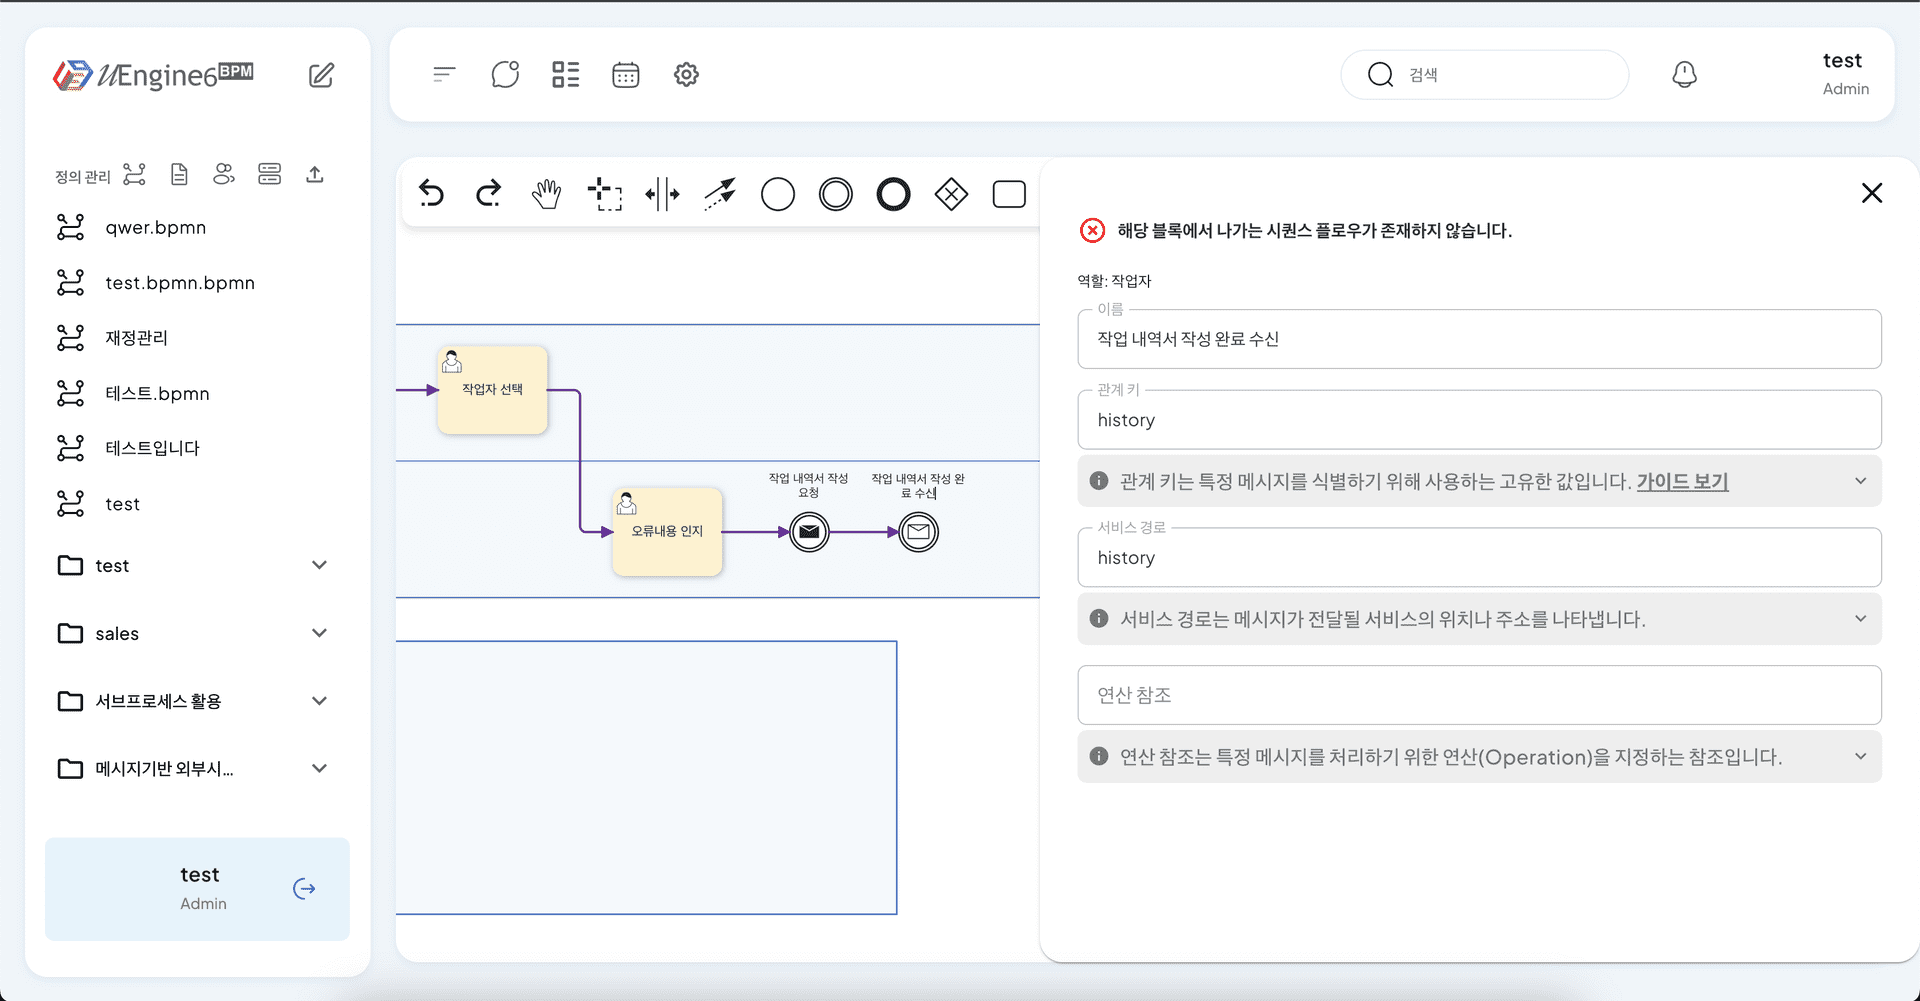 uEngine6 BPM
검색
test
Admin
정의 관리
qwer.bpmn
test.bpmn.bpmn
재정관리
테스트.bpmn
테스트입니다
test
test
sales
서브프로세스 활용
메시지기반 외부시...
test
Admin
작업자 선택
오류내용 인지
작업 내역서 작성
요청
작업 내역서 작성 완
료 수신
해당 블록에서 나가는 시퀀스 플로우가 존재하지 않습니다.
역할: 작업자
이름
작업 내역서 작성 완료 수신
관계 키
history
관계 키는 특정 메시지를 식별하기 위해 사용하는 고유한 값입니다. 가이드 보기
서비스 경로
history
서비스 경로는 메시지가 전달될 서비스의 위치나 주소를 나타냅니다.
연산 참조
연산 참조는 특정 메시지를 처리하기 위한 연산(Operation)을 지정하는 참조입니다.